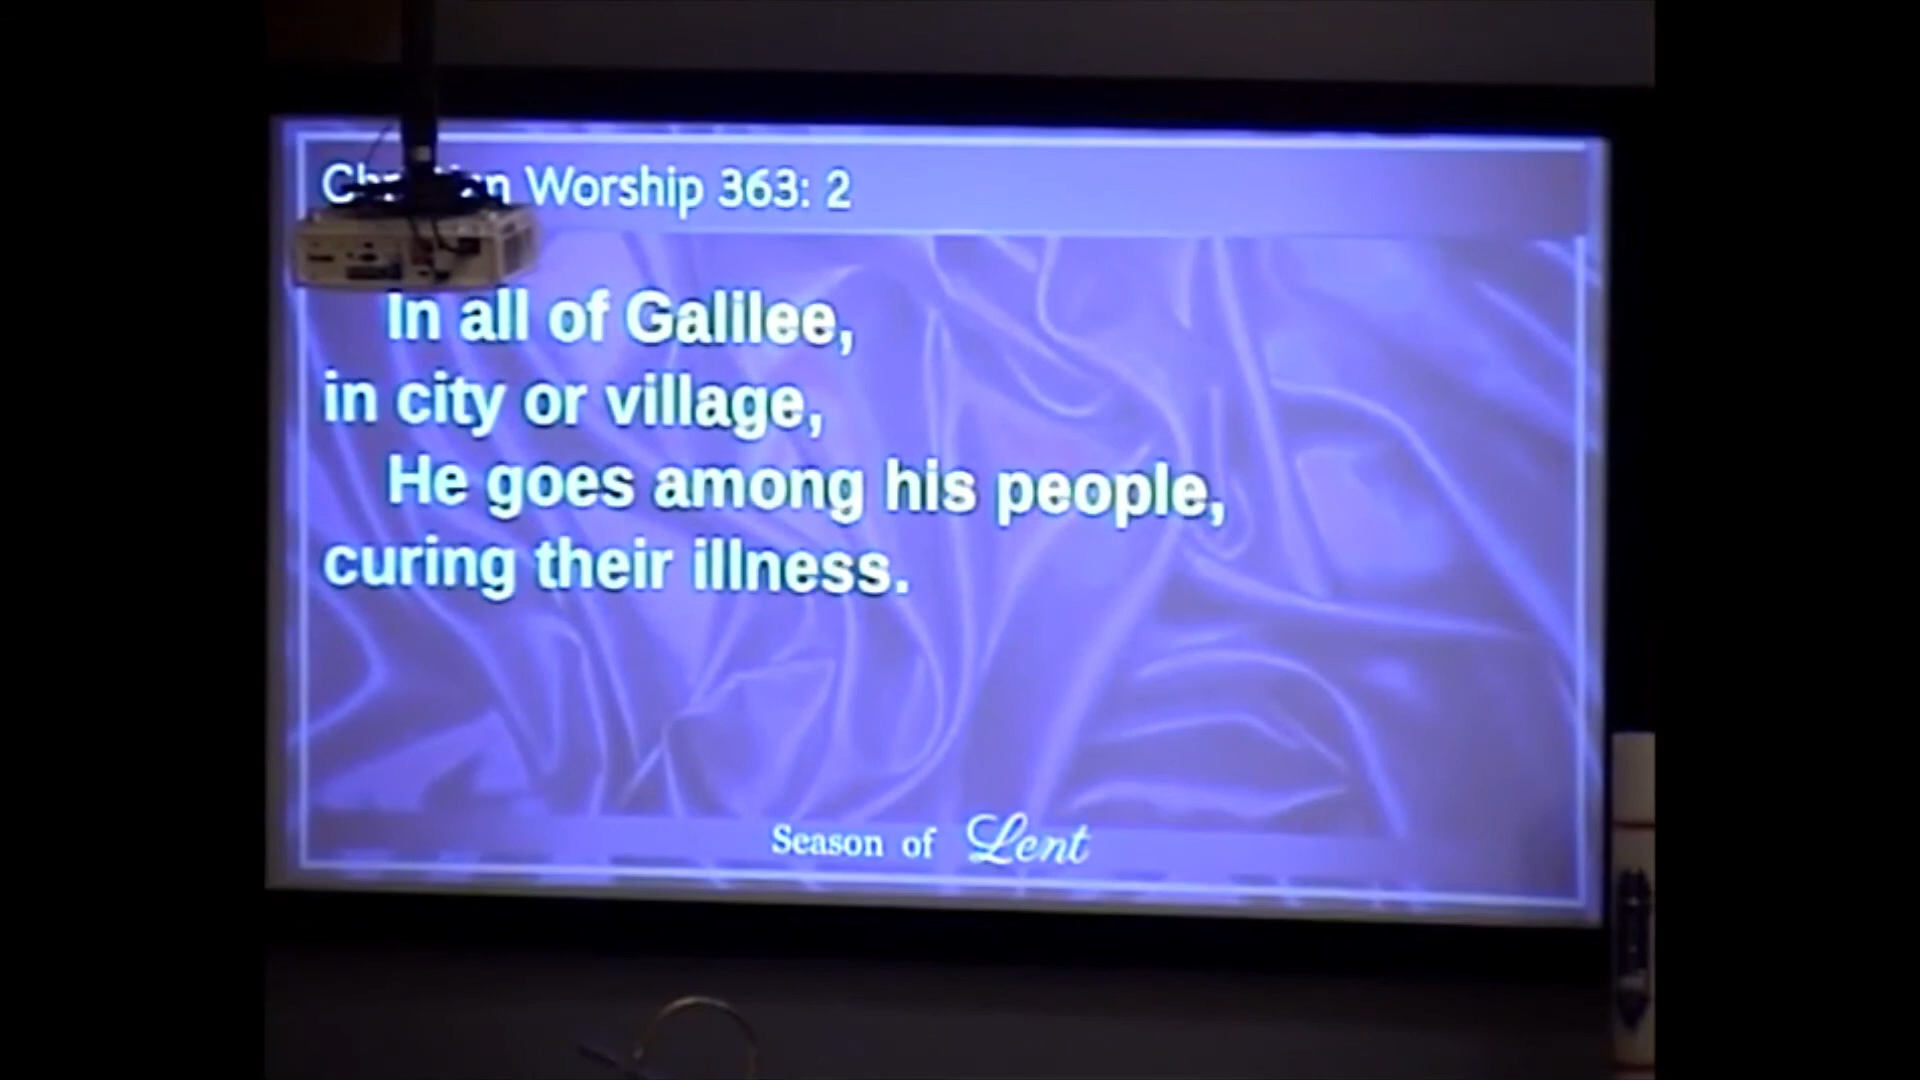 Worship 363: 2
In all of Galilee,
in city or village,
He goes among his people,
curing their illness.
Season of Lent